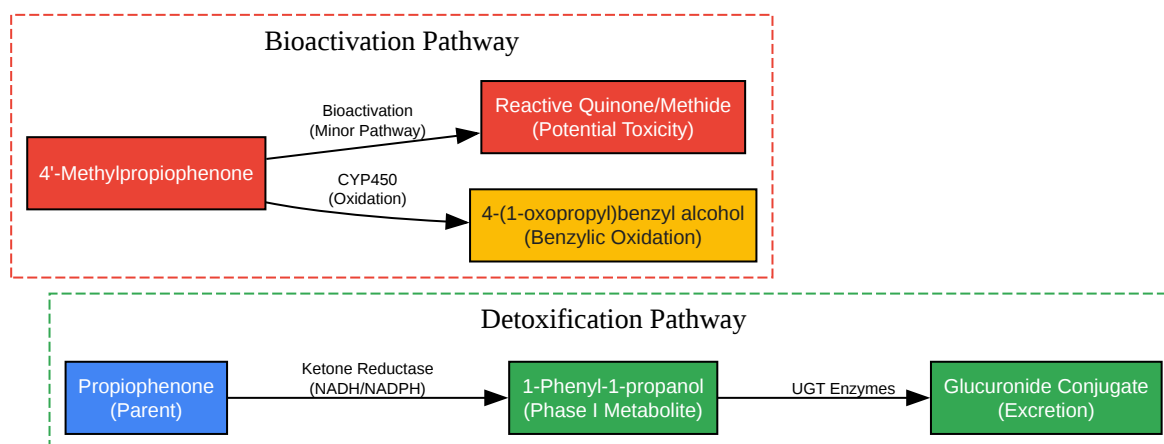 Bioactivation Pathway
4'-Methylpropiophenone
Bioactivation
(Minor Pathway)
Reactive Quinone/Methide
(Potential Toxicity)
CYP450
(Oxidation)
4-(1-oxopropyl)benzyl alcohol
(Benzylic Oxidation)
Detoxification Pathway
Propiophenone
(Parent)
Ketone Reductase
(NADH/NADPH)
1-Phenyl-1-propanol
(Phase I Metabolite)
UGT Enzymes
Glucuronide Conjugate
(Excretion)